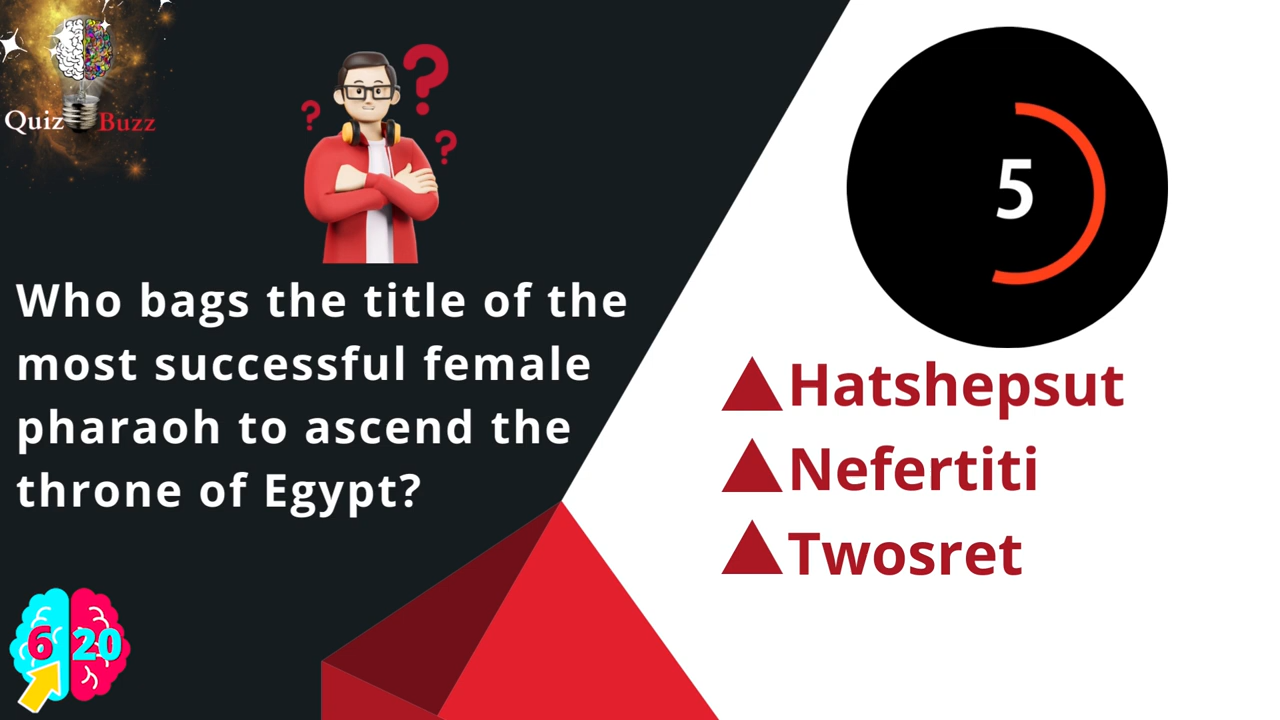 Quiz Buzz
? ? ?
5
Who bags the title of the
most successful female
pharaoh to ascend the
throne of Egypt?
Hatshepsut
Nefertiti
Twosret
6 20